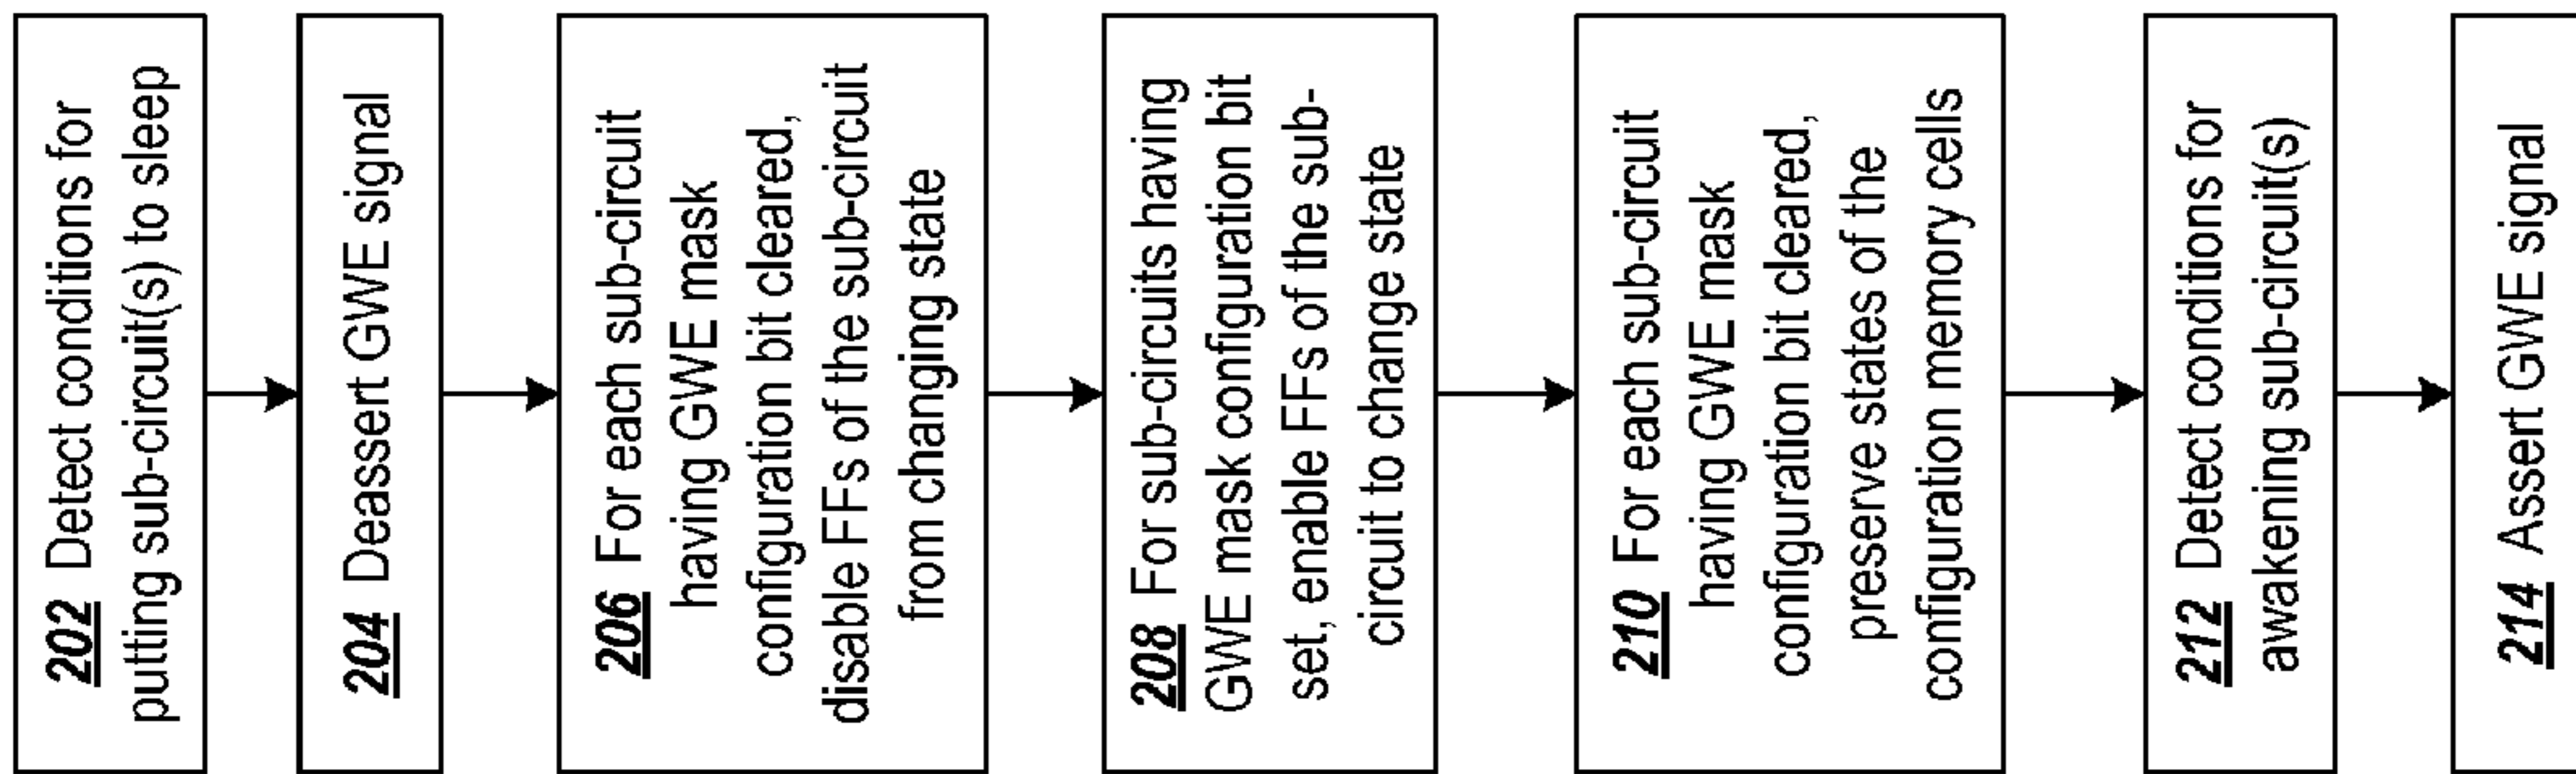 202 Detect conditions for
putting sub-circuit(s) to sleep
204 Deassert GWE signal
206 For each sub-circuit
having GWE mask
configuration bit cleared,
disable FFs of the sub-circuit
from changing state
208 For sub-circuits having
GWE mask configuration bit
set, enable FFs of the sub-
circuit to change state
210 For each sub-circuit
having GWE mask
configuration bit cleared,
preserve states of the
configuration memory cells
212 Detect conditions for
awakening sub-circuit(s)
214 Assert GWE signal